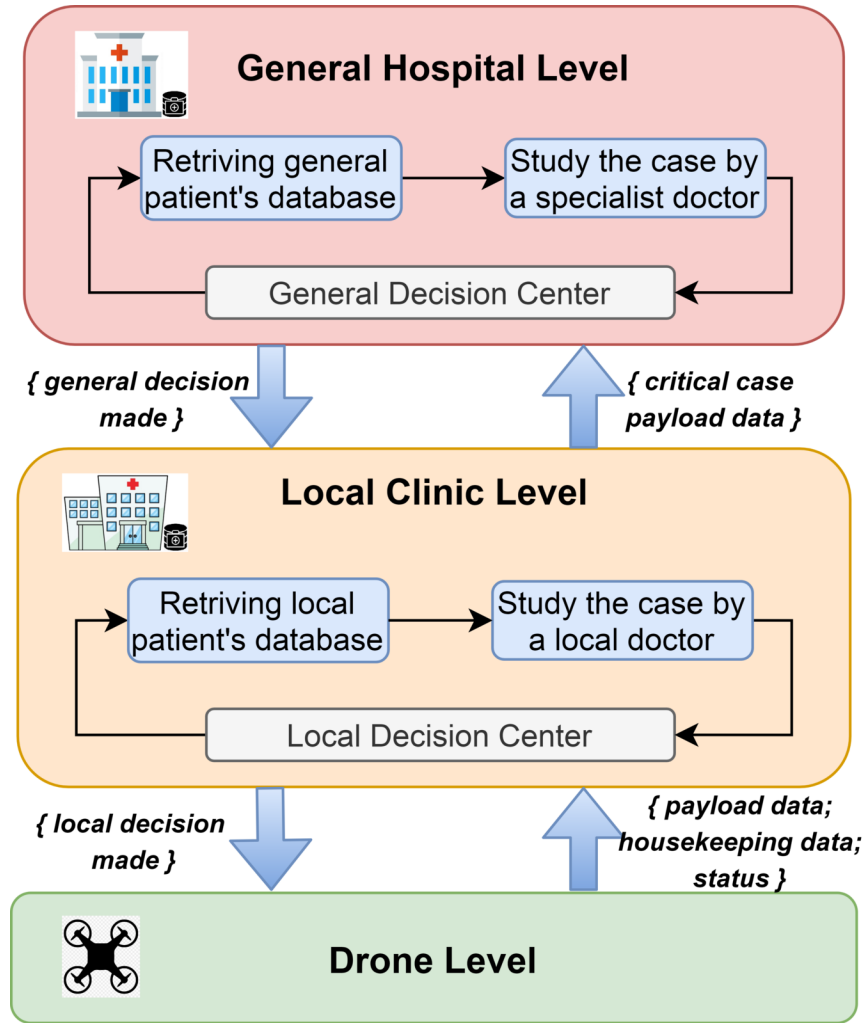 General Hospital Level
Retriving general
patient's database
Study the case by
a specialist doctor
General Decision Center
{ general decision
made }
{ critical case
payload data }
Local Clinic Level
Retriving local
patient's database
Study the case by
a local doctor
Local Decision Center
{ local decision
made }
{ payload data;
housekeeping data;
status }
Drone Level